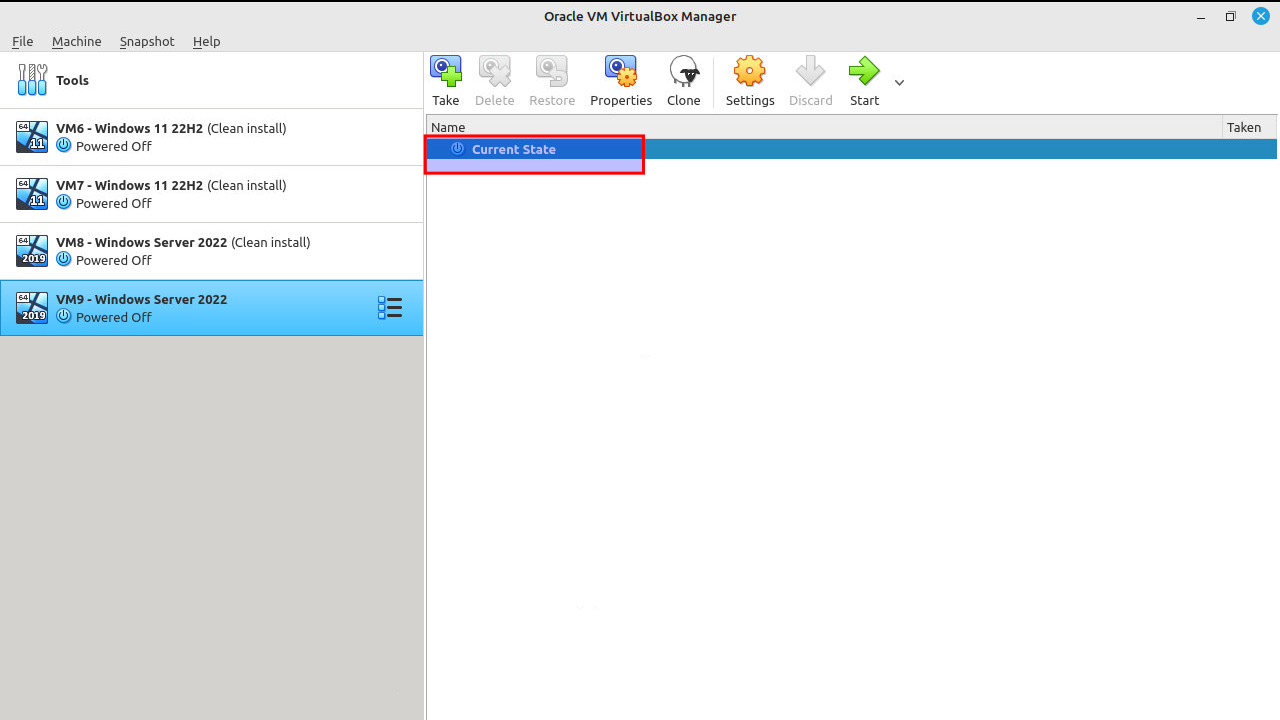 Oracle VM VirtualBox Manager
File Machine Snapshot Help
Tools
Take Delete Restore Properties Clone Settings Discard Start
Name Taken
Current State
64 11
VM6 - Windows 11 22H2 (Clean install)
Powered Off
64 11
VM7 - Windows 11 22H2 (Clean install)
Powered Off
64 2019
VM8 - Windows Server 2022 (Clean install)
Powered Off
64 2019
VM9 - Windows Server 2022
Powered Off